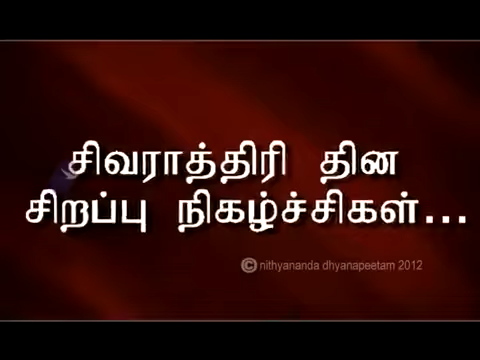 சிவராத்திரி தின
சிறப்பு நிகழ்ச்சிகள்...
© nithyananda dhyanapeetam 2012